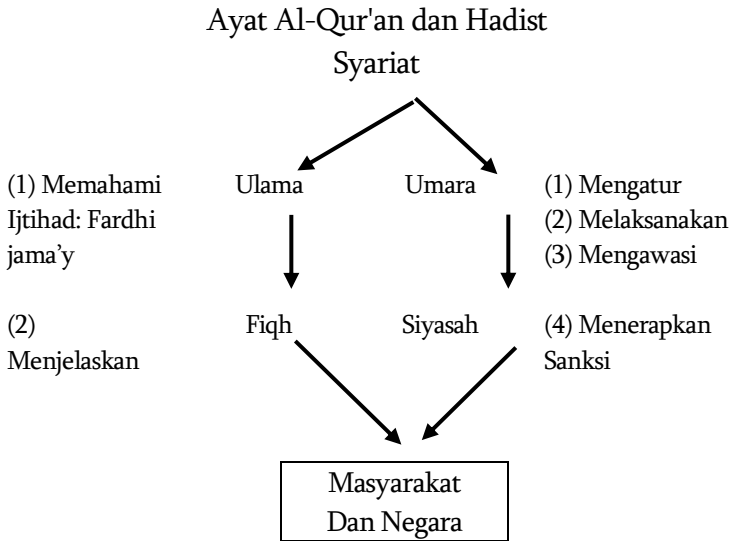 Ayat Al-Qur'an dan Hadist
Syariat
(1) Memahami
Ijtihad: Fardhi
jama’y
Ulama
Umara
(1) Mengatur
(2) Melaksanakan
(3) Mengawasi
(2)
Menjelaskan
Fiqh
Siyasah
(4) Menerapkan
Sanksi
Masyarakat
Dan Negara